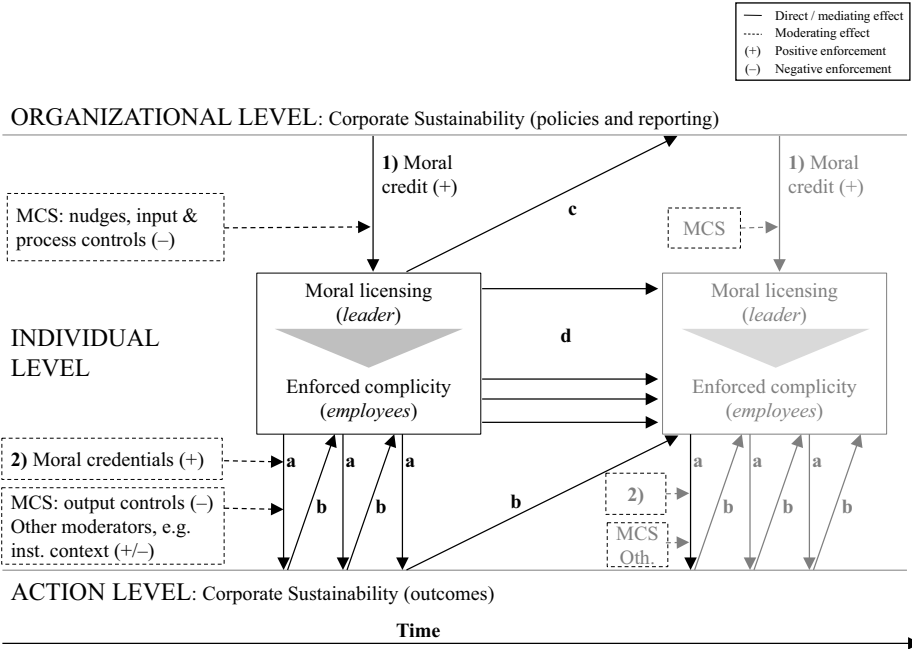 Direct / mediating effect
Moderating effect
(+) Positive enforcement
(–) Negative enforcement
ORGANIZATIONAL LEVEL: Corporate Sustainability (policies and reporting)
1) Moral
credit (+)
1) Moral
credit (+)
MCS: nudges, input &
process controls (–)
c
MCS
Moral licensing
(leader)
Moral licensing
(leader)
INDIVIDUAL
LEVEL
d
Enforced complicity
(employees)
Enforced complicity
(employees)
2) Moral credentials (+)
a
a
a
a
a
a
MCS: output controls (–)
Other moderators, e.g.
inst. context (+/–)
b
b
b
2)
b
b
b
MCS
Oth.
ACTION LEVEL: Corporate Sustainability (outcomes)
Time